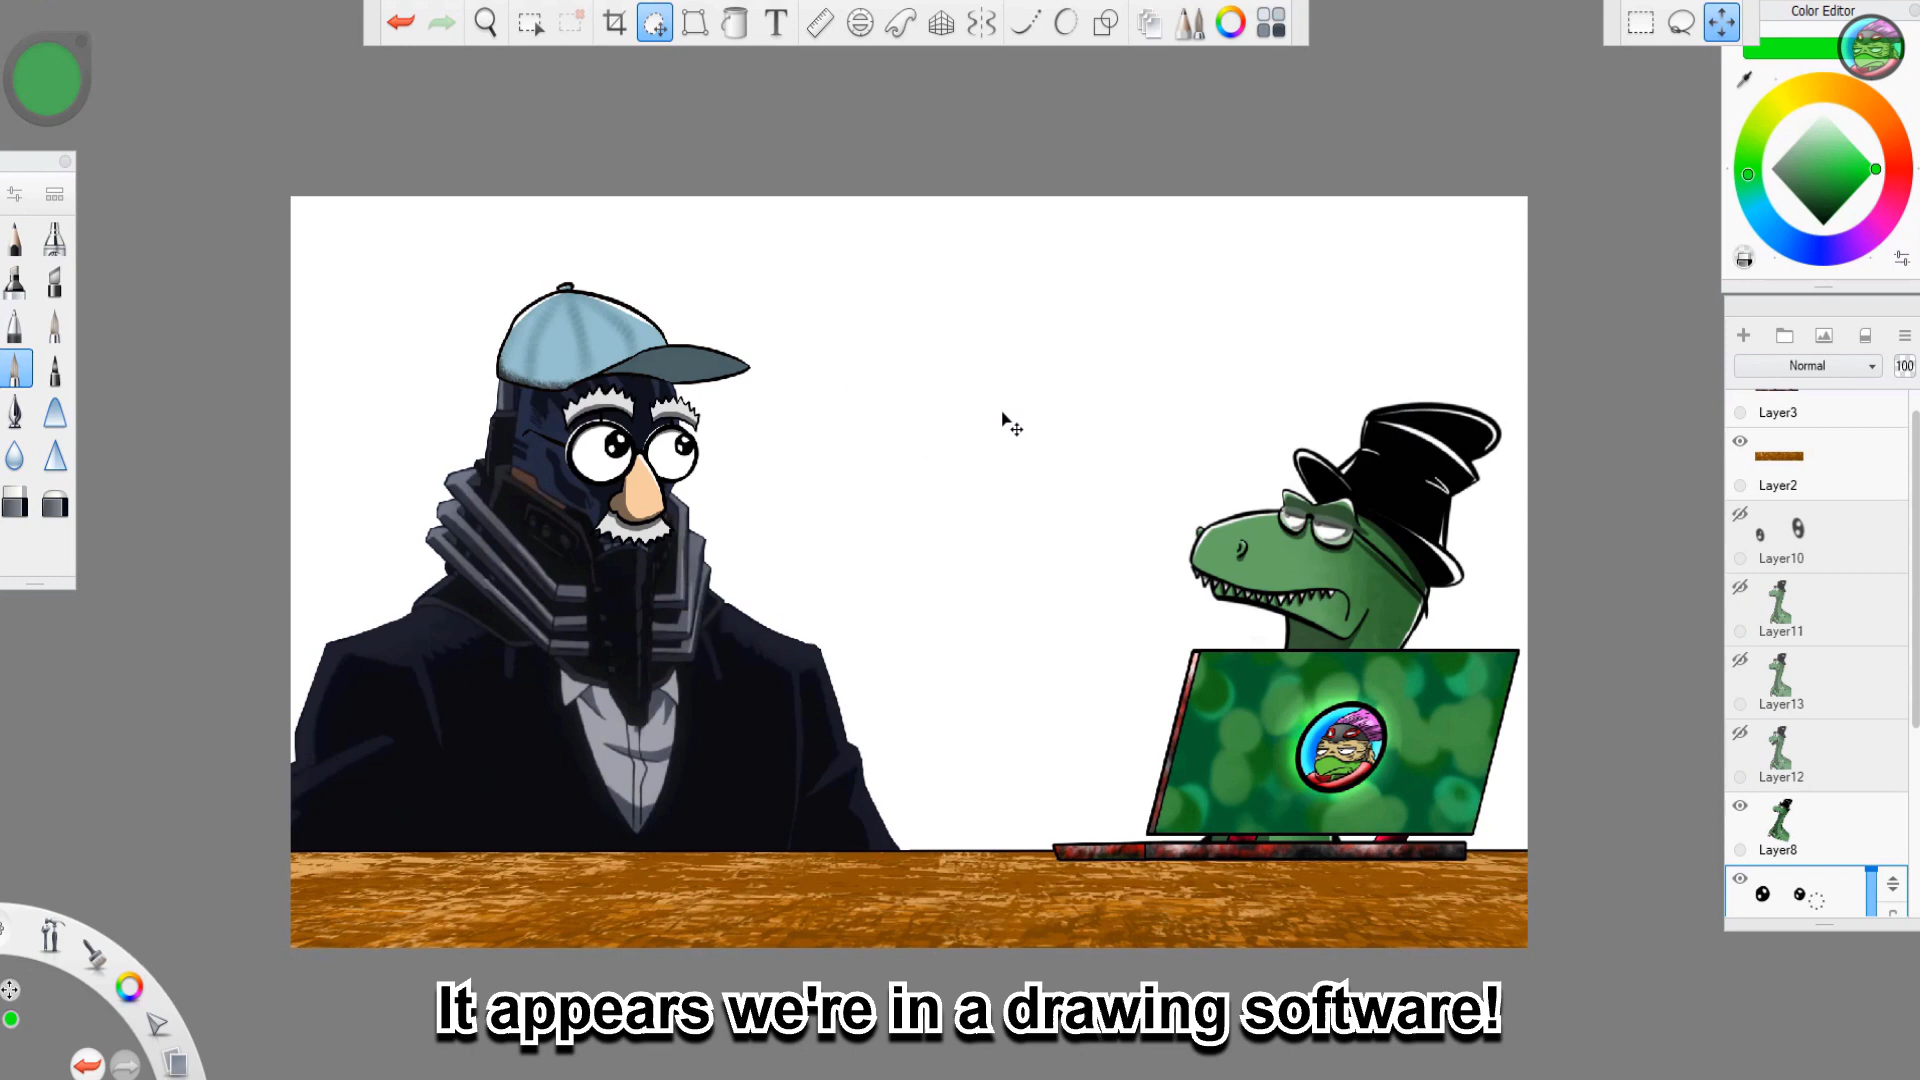 Color Editor
Normal
100
Layer3
Layer2
Layer10
Layer11
Layer13
Layer12
Layer8
It appears we're in a drawing software!